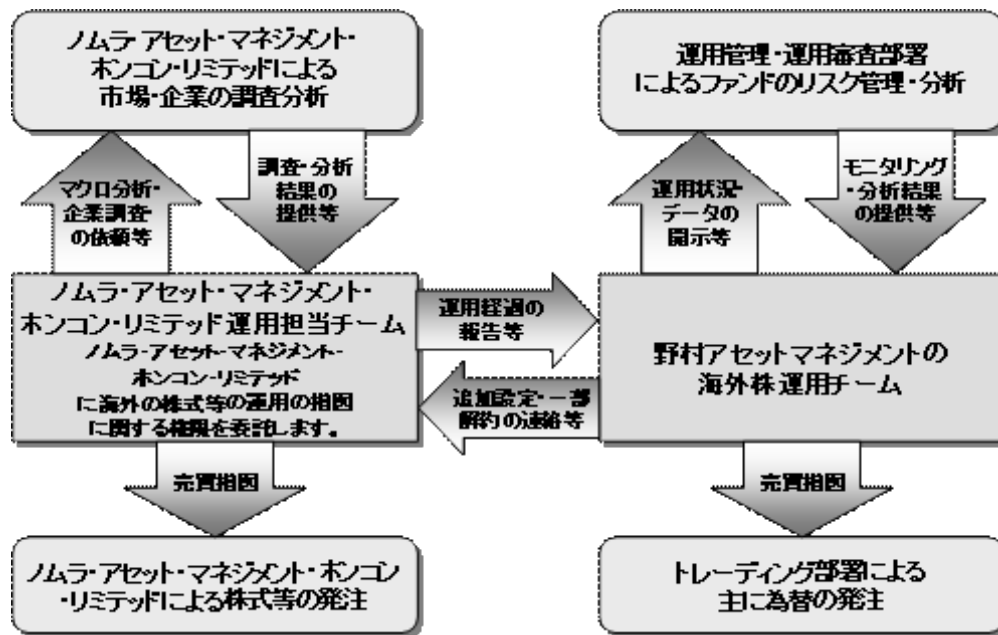 ノムラ・アセット・マネジメント・
ホンコン・リミテッドによる
市場・企業の調査分析
運用管理・運用審査部署
によるファンドのリスク管理・分析
マクロ分析・
企業調査
の依頼等
調査・分析
結果の
提供等
運用状況・
データの
開示等
モニタリング
・分析結果
の提供等
ノムラ・アセット・マネジメント・
ホンコン・リミテッド運用担当チーム
ノムラ・アセット・マネジメント・
ホンコン・リミテッド
に海外の株式等の運用の指図
に関する権限を委託します。
運用経過の
報告等
追加設定・一部
解約の連絡等
野村アセットマネジメントの
海外株運用チーム
売買指図
売買指図
ノムラ・アセット・マネジメント・ホンコン
・リミテッドによる株式等の発注
トレーディング部署による
主に為替の発注